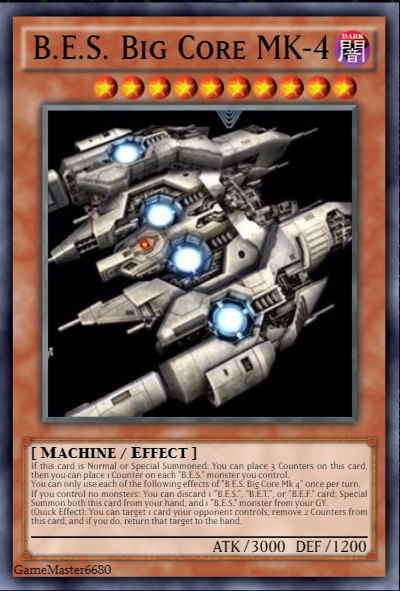 B.E.S. Big Core MK-4
DARK
闇
[ Machine / Effect ]
If this card is Normal or Special Summoned: You can place 3 Counters on this card,
then you can place 1 Counter on each "B.E.S." monster you control.
You can only use each of the following effects of "B.E.S. Big Core Mk 4" once per turn.
If you control no monsters: You can discard 1 "B.E.S.", "B.E.T.", or "B.E.F." card; Special
Summon both this card from your hand, and 1 "B.E.S." monster from your GY.
(Quick Effect): You can target 1 card your opponent controls; remove 2 Counters from
this card, and if you do, return that target to the hand.
ATK/3000 DEF/1200
GameMaster6680